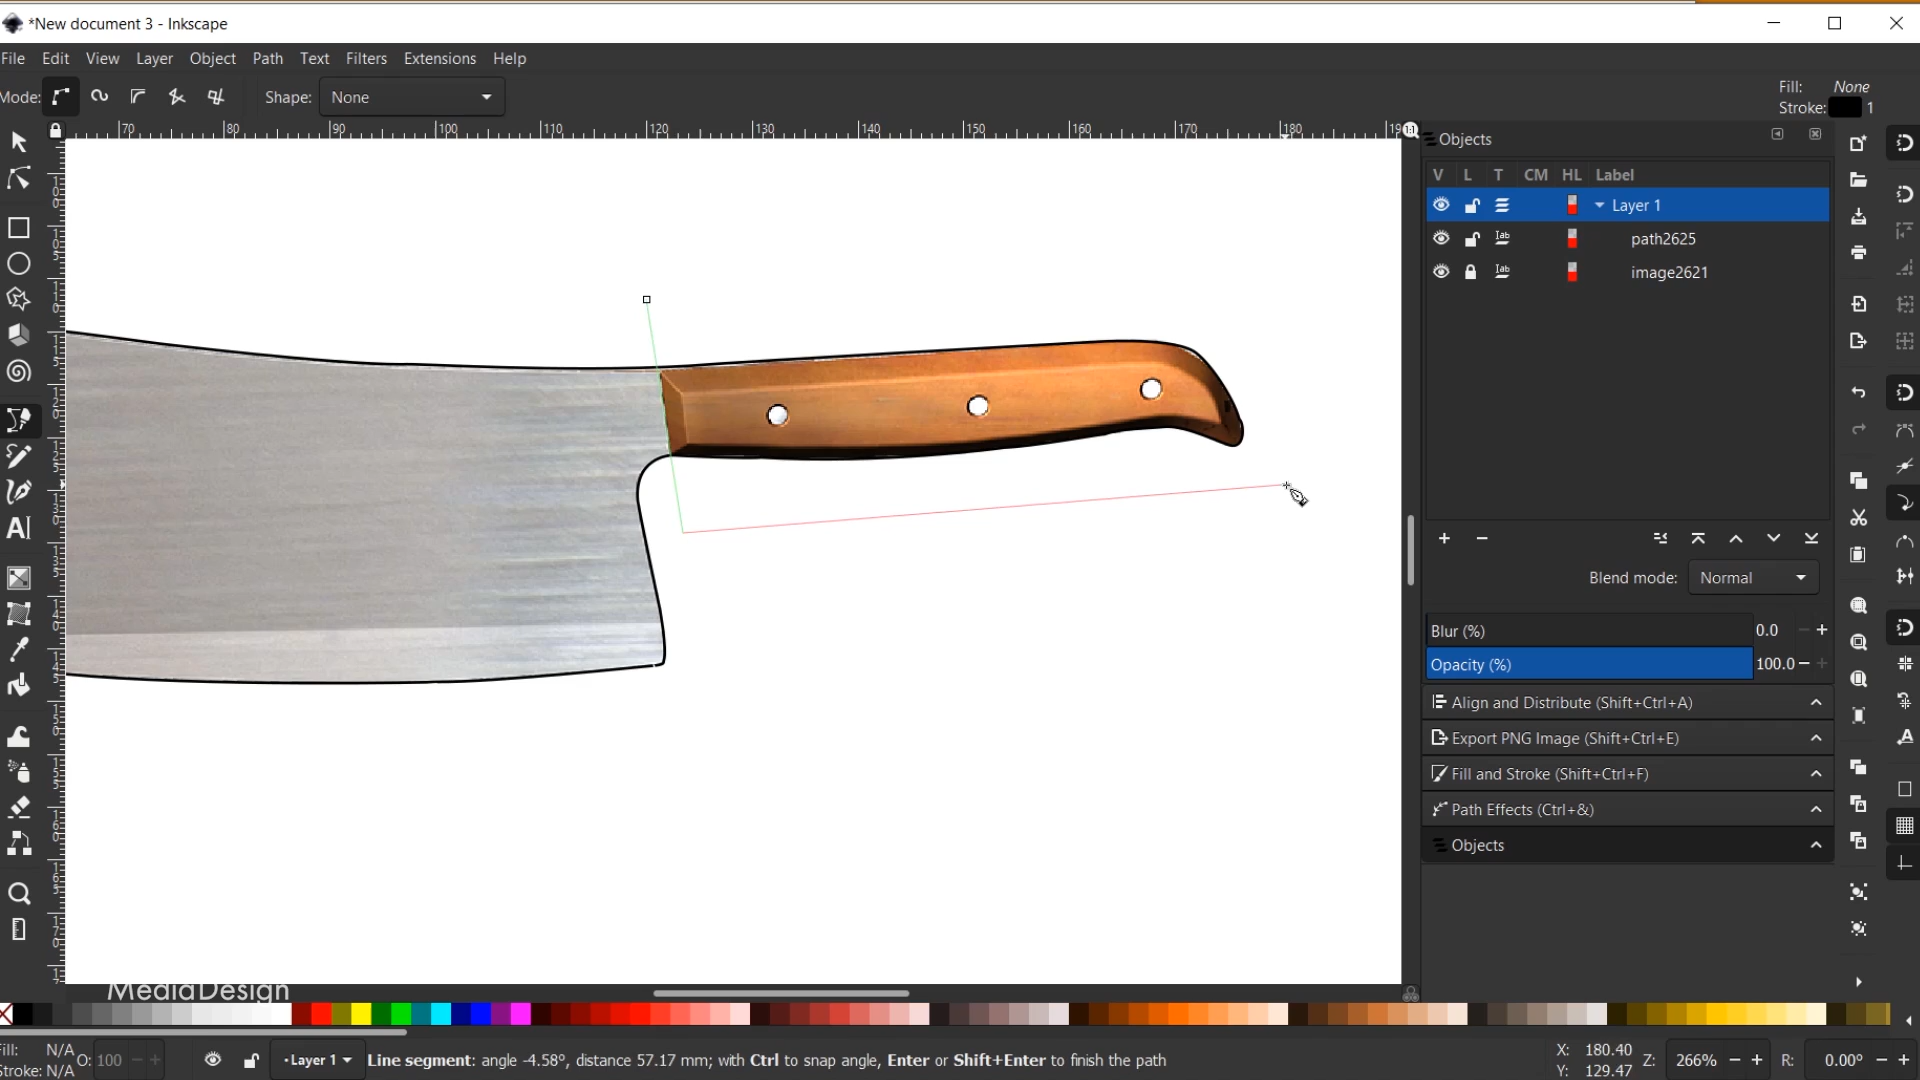 *New document 3 - Inkscape
File Edit View Layer Object Path Text Filters Extensions Help
Mode: Shape: None
Fill: None
Stroke: 1
70 80 90 100 110 120 130 140 150 160 170 180 19
Objects
V L T CM HL Label
Layer 1
path2625
image2621
Blend mode: Normal
Blur (%) 0.0
Opacity (%) 100.0
Align and Distribute (Shift+Ctrl+A)
Export PNG Image (Shift+Ctrl+E)
Fill and Stroke (Shift+Ctrl+F)
Path Effects (Ctrl+&)
Objects
MediaDesign
Fill: N/A O: 100
Stroke: N/A
Layer 1 Line segment: angle -4.58°, distance 57.17 mm; with Ctrl to snap angle, Enter or Shift+Enter to finish the path
X: 180.40
Y: 129.47
Z: 266% R: 0.00°